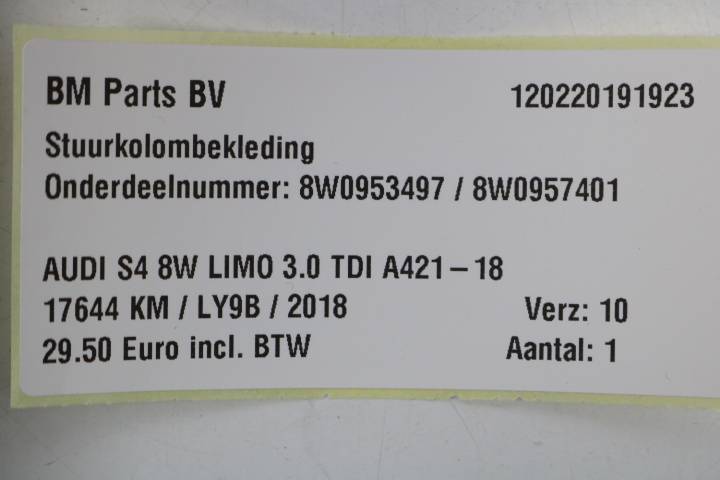 BM Parts BV 120220191923
Stuurkolombekleding
Onderdeelnummer: 8W0953497 / 8W0957401
AUDI S4 8W LIMO 3.0 TDI A421-18
17644 KM / LY9B / 2018 Verz: 10
29.50 Euro incl. BTW Aantal: 1